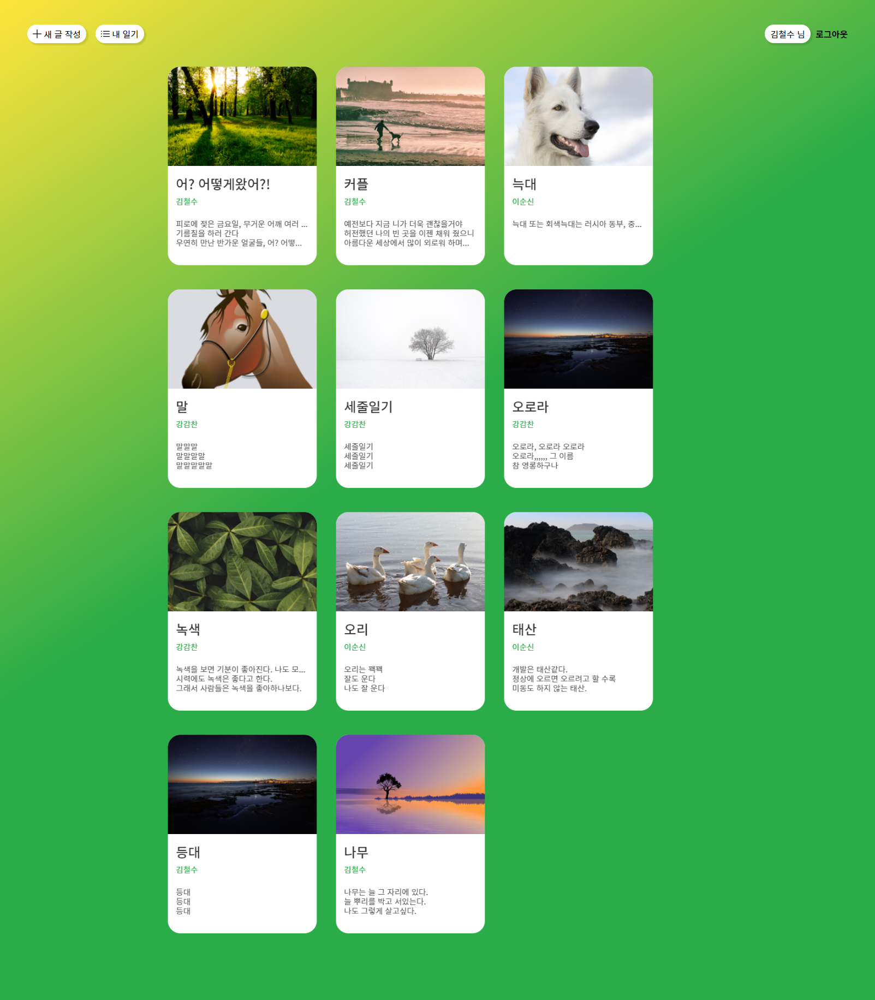 새 글 작성
내 일기
김철수 님
로그아웃
어? 어떻게왔어?!
김철수
피로에 젖은 금요일, 무거운 어깨 여러 ...
기름칠을 하러 간다
우연히 만난 반가운 얼굴들, 어? 어떻...
커플
김철수
예전보다 지금 니가 더욱 괜찮을거야
허전했던 나의 빈 곳을 이젠 채워 줬으니
아름다운 세상에서 많이 외로워 하며...
늑대
이순신
늑대 또는 회색늑대는 러시아 동부, 중...
말
강감찬
말말말
말말말말
말말말말말
세줄일기
강감찬
세줄일기
세줄일기
세줄일기
오로라
강감찬
오로라, 오로라 오로라
오로라,,,,,, 그 이름
참 영롱하구나
녹색
강감찬
녹색을 보면 기분이 좋아진다. 나도 모...
시력에도 녹색은 좋다고 한다.
그래서 사람들은 녹색을 좋아하나보다.
오리
이순신
오리는 꽥꽥
잘도 운다
나도 잘 운다
태산
이순신
개발은 태산같다.
정상에 오르면 오르려고 할 수록
미동도 하지 않는 태산.
등대
김철수
등대
등대
등대
나무
김철수
나무는 늘 그 자리에 있다.
늘 뿌리를 박고 서있는다.
나도 그렇게 살고싶다.